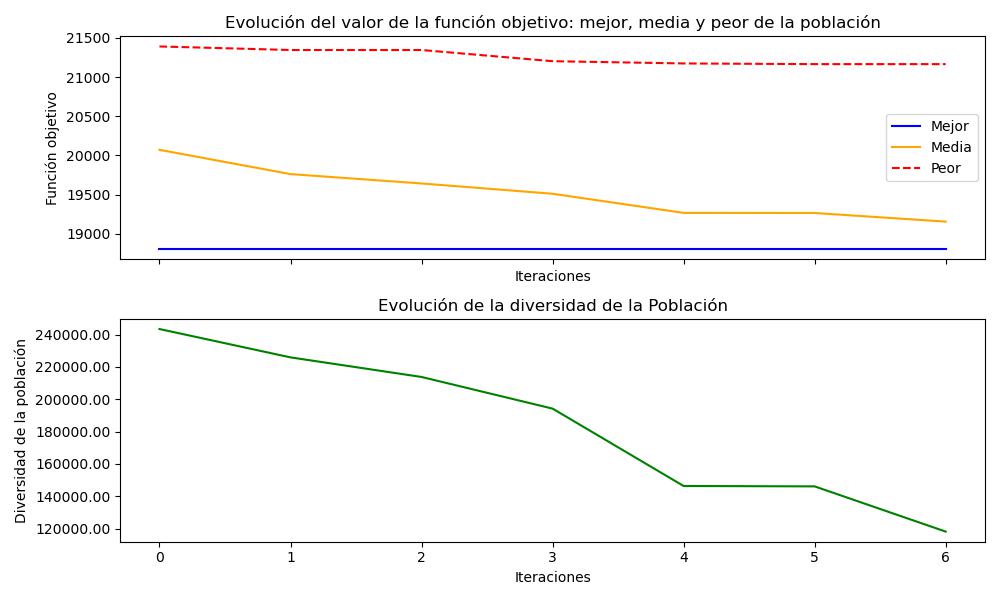 Evolución del valor de la función objetivo: mejor, media y peor de la población
21500
21000
20500
20000
19500
19000
Función objetivo
Mejor
Media
Peor
Iteraciones
Evolución de la diversidad de la Población
240000.00
220000.00
200000.00
180000.00
160000.00
140000.00
120000.00
Diversidad de la población
0 1 2 3 4 5 6
Iteraciones